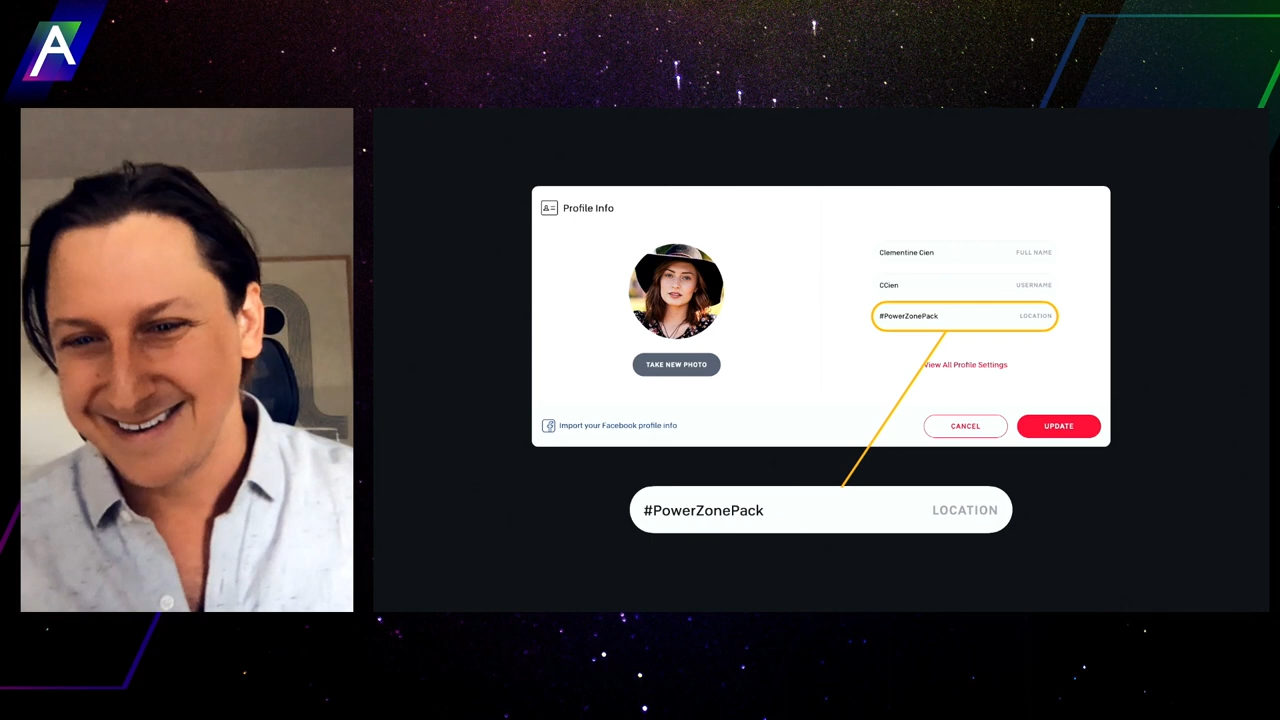 A
Profile Info
Clementine Cien FULL NAME
CCien USERNAME
#PowerZonePack LOCATION
TAKE NEW PHOTO
View All Profile Settings
Import your Facebook profile info
CANCEL
UPDATE
#PowerZonePack LOCATION